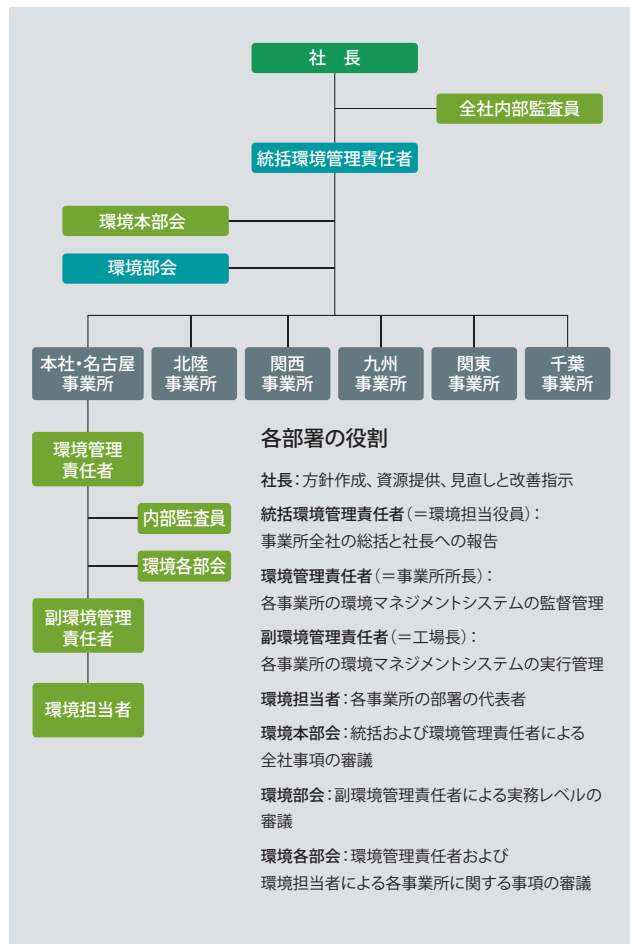 社　長
全社内部監査員
統括環境管理責任者
環境本部会
環境部会
本社・名古屋
事業所
北陸
事業所
関西
事業所
九州
事業所
関東
事業所
千葉
事業所
環境管理
責任者
内部監査員
環境各部会
副環境管理
責任者
環境担当者
各部署の役割
社長：方針作成、資源提供、見直しと改善指示
統括環境管理責任者（＝環境担当役員）：
事業所全社の総括と社長への報告
環境管理責任者（＝事業所所長）：
各事業所の環境マネジメントシステムの監督管理
副環境管理責任者（＝工場長）：
各事業所の環境マネジメントシステムの実行管理
環境担当者：各事業所の部署の代表者
環境本部会：統括および環境管理責任者による
全社事項の審議
環境部会：副環境管理責任者による実務レベルの
審議
環境各部会：環境管理責任者および
環境担当者による各事業所に関する事項の審議